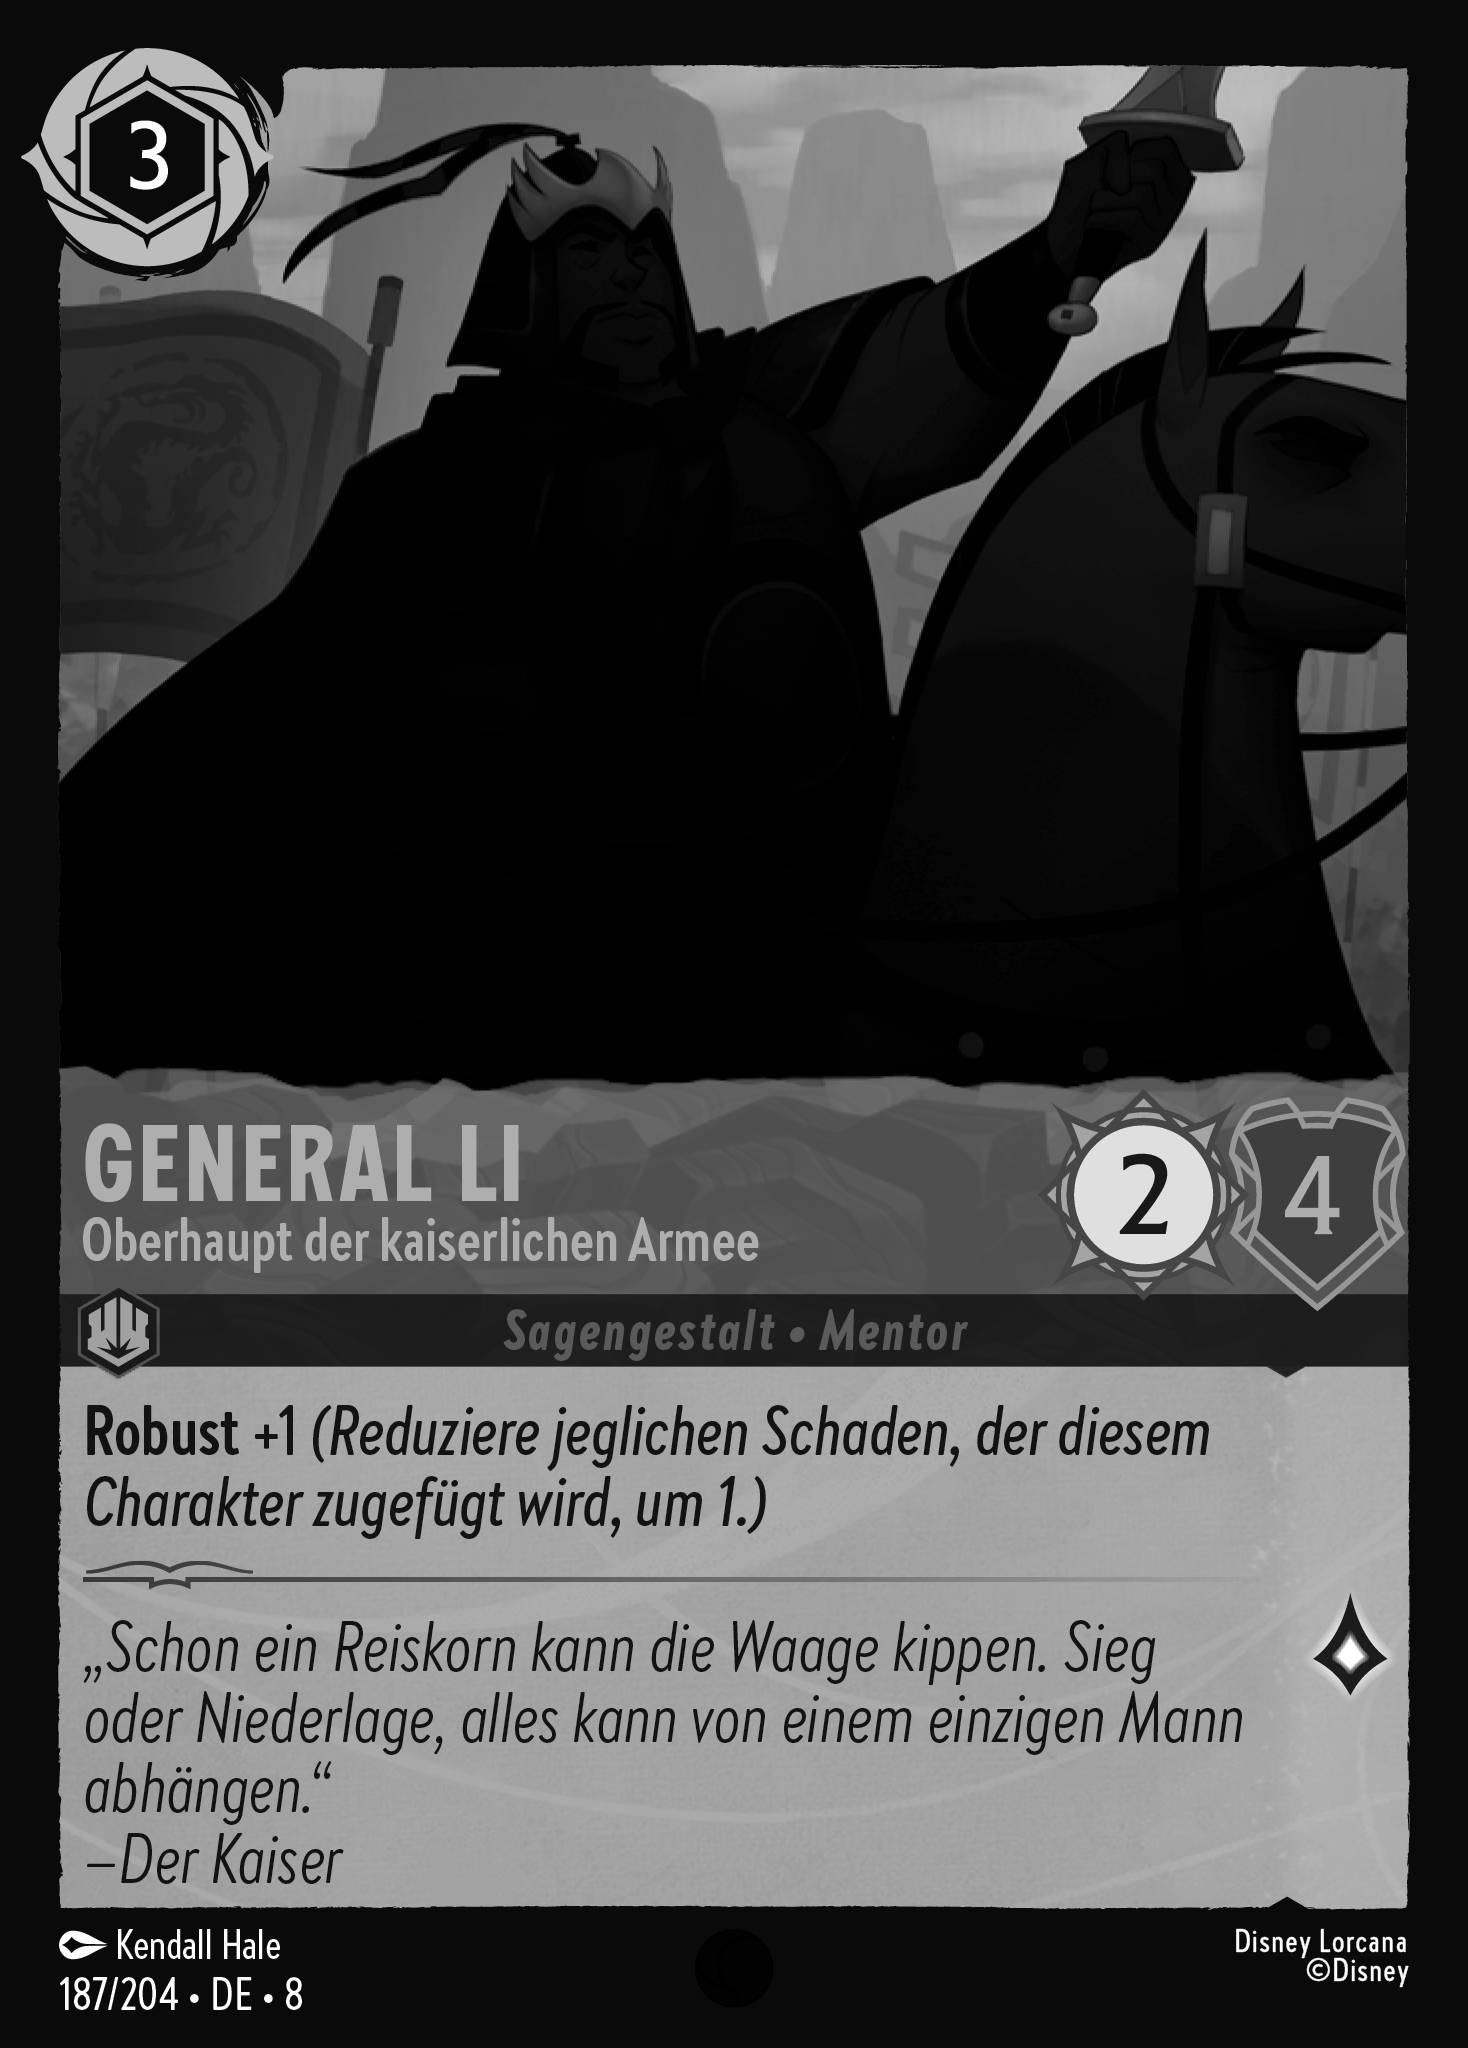 3
GENERAL LI
Oberhaupt der kaiserlichen Armee
2
4
Sagengestalt • Mentor
Robust +1 (Reduziere jeglichen Schaden, der diesem
Charakter zugefügt wird, um 1.)
„Schon ein Reiskorn kann die Waage kippen. Sieg
oder Niederlage, alles kann von einem einzigen Mann
abhängen.“
–Der Kaiser
Kendall Hale
187/204 • DE • 8
Disney Lorcana
©Disney